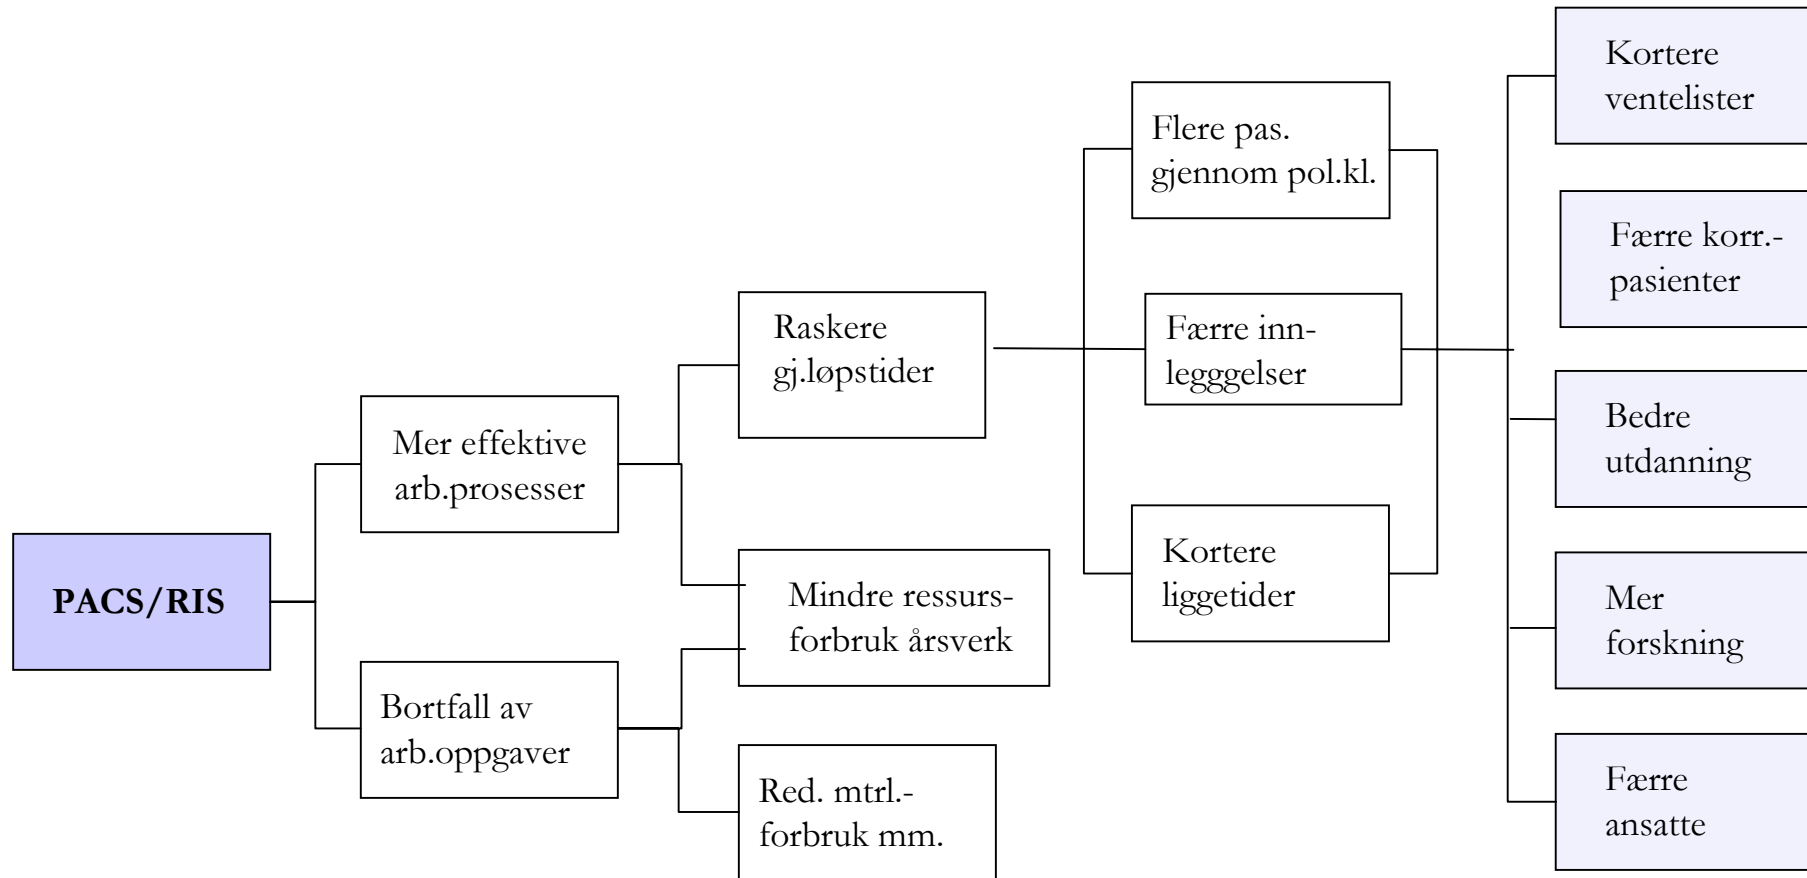 PACS/RIS
Mer effektive
arb.prosesser
Bortfall av
arb.oppgaver
Raskere
gj.løpstider
Mindre ressurs-
forbruk årsverk
Red. mtrl.-
forbruk mm.
Flere pas.
gjennom pol.kl.
Færre inn-
legggelser
Kortere
liggetider
Kortere
ventelister
Færre korr.-
pasienter
Bedre
utdanning
Mer
forskning
Færre
ansatte